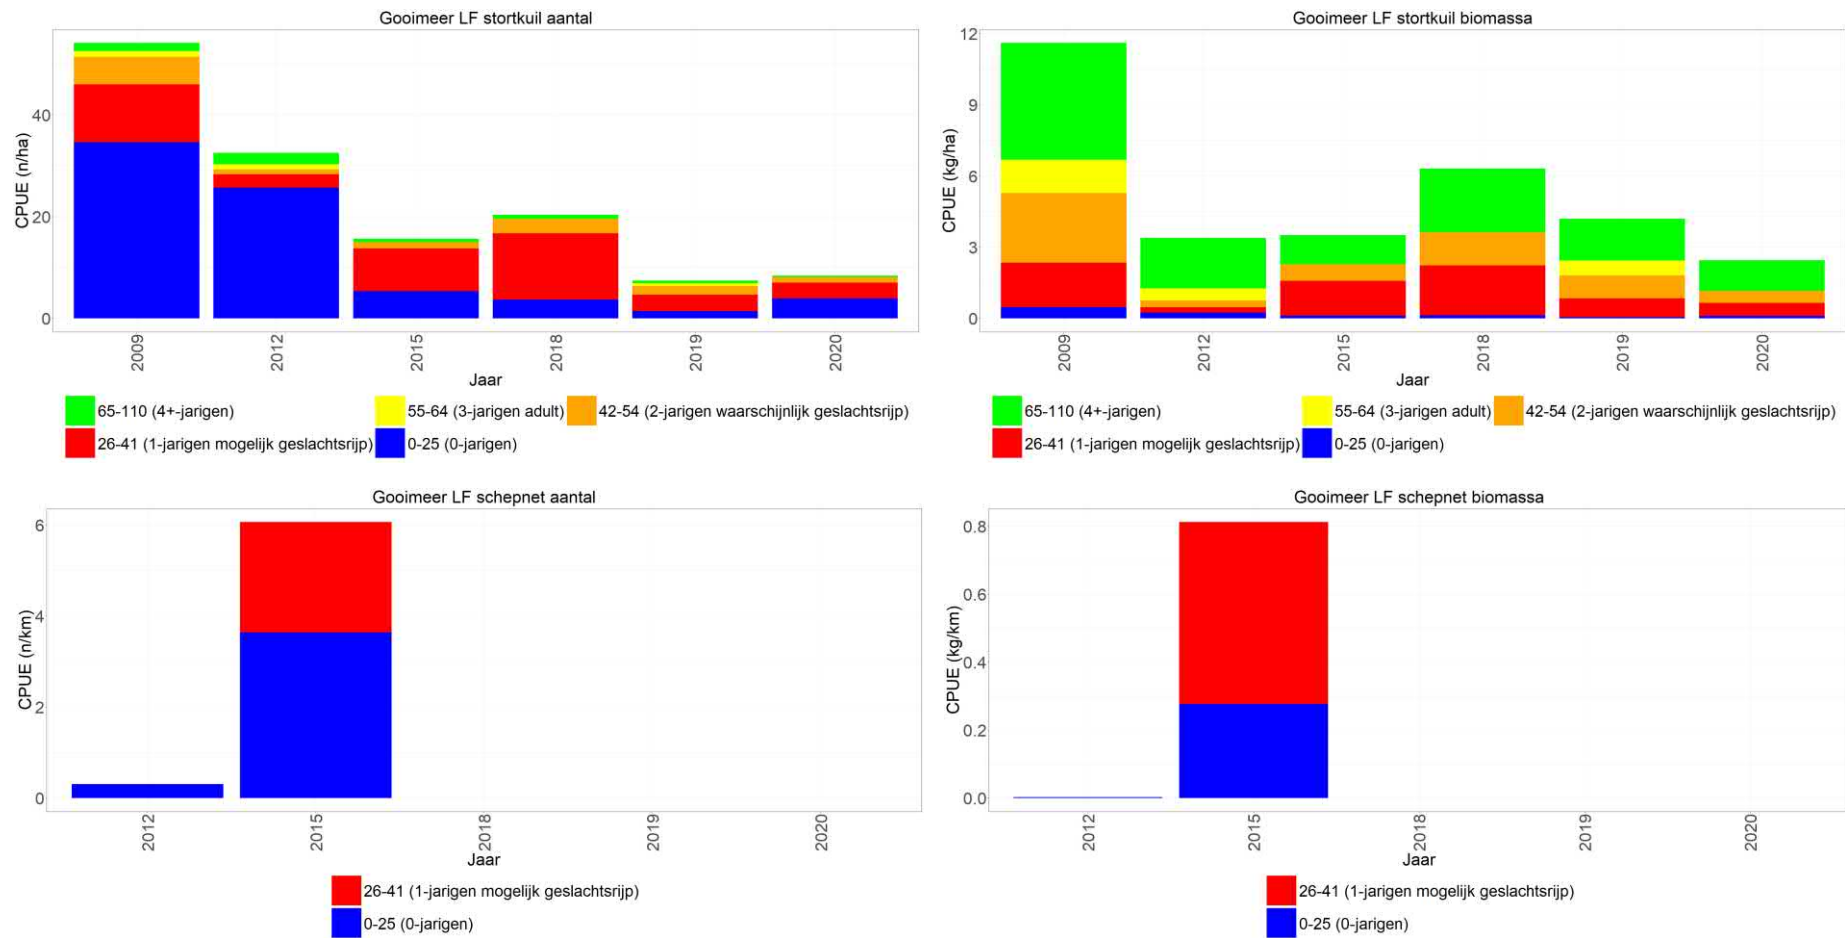 Gooimeer LF stortkuil aantal
CPUE (n/ha)
40
20
0
2009
2012
2015
2018
2019
2020
Jaar
65-110 (4+-jarigen)
55-64 (3-jarigen adult)
42-54 (2-jarigen waarschijnlijk geslachtsrijp)
26-41 (1-jarigen mogelijk geslachtsrijp)
0-25 (0-jarigen)
Gooimeer LF stortkuil biomassa
CPUE (kg/ha)
12
9
6
3
0
2009
2012
2015
2018
2019
2020
Jaar
65-110 (4+-jarigen)
55-64 (3-jarigen adult)
42-54 (2-jarigen waarschijnlijk geslachtsrijp)
26-41 (1-jarigen mogelijk geslachtsrijp)
0-25 (0-jarigen)
Gooimeer LF schepnet aantal
CPUE (n/km)
6
4
2
0
2012
2015
2018
2019
2020
Jaar
26-41 (1-jarigen mogelijk geslachtsrijp)
0-25 (0-jarigen)
Gooimeer LF schepnet biomassa
CPUE (kg/km)
0.8
0.6
0.4
0.2
0.0
2012
2015
2018
2019
2020
Jaar
26-41 (1-jarigen mogelijk geslachtsrijp)
0-25 (0-jarigen)